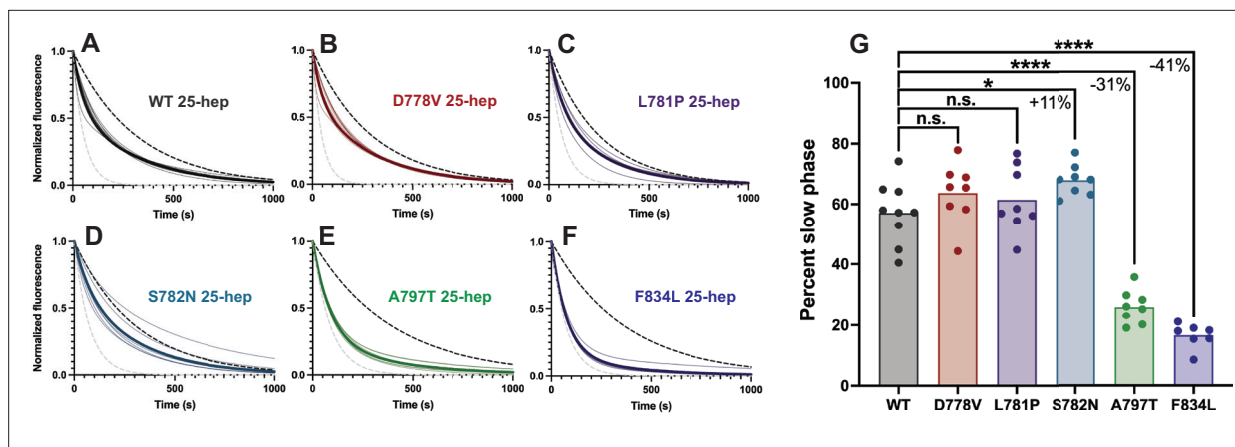 A
Normalized fluorescence
1.0
0.5
0.0
0
500
1000
Time (s)
WT 25-hep
B
1.0
0.5
0.0
0
500
1000
Time (s)
D778V 25-hep
C
1.0
0.5
0.0
0
500
1000
Time (s)
L781P 25-hep
D
Normalized fluorescence
1.0
0.5
0.0
0
500
1000
Time (s)
S782N 25-hep
E
1.0
0.5
0.0
0
500
1000
Time (s)
A797T 25-hep
F
1.0
0.5
0.0
0
500
1000
Time (s)
F834L 25-hep
G
Percent slow phase
100
80
60
40
20
0
****
-41%
****
-31%
*
+11%
n.s.
n.s.
WT D778V L781P S782N A797T F834L